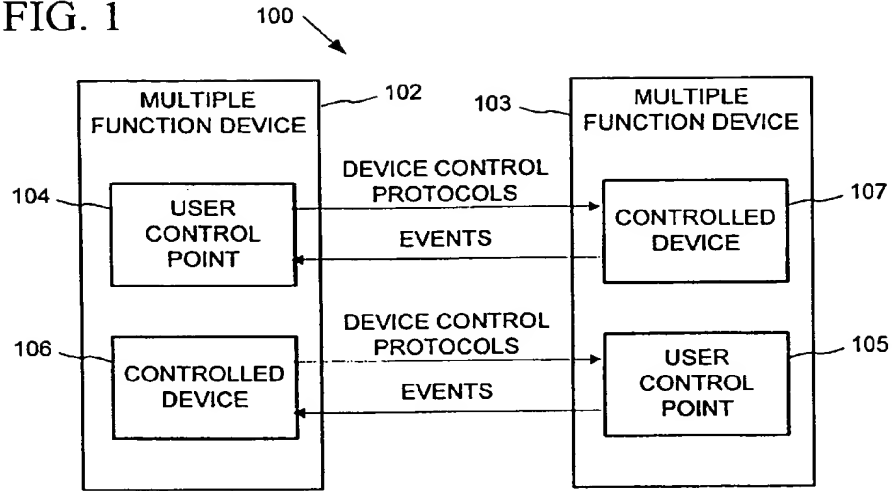 FIG. 1
100
MULTIPLE
FUNCTION DEVICE
102
103
MULTIPLE
FUNCTION DEVICE
104
USER
CONTROL
POINT
DEVICE CONTROL
PROTOCOLS
EVENTS
CONTROLLED
DEVICE
107
106
CONTROLLED
DEVICE
DEVICE CONTROL
PROTOCOLS
EVENTS
USER
CONTROL
POINT
105